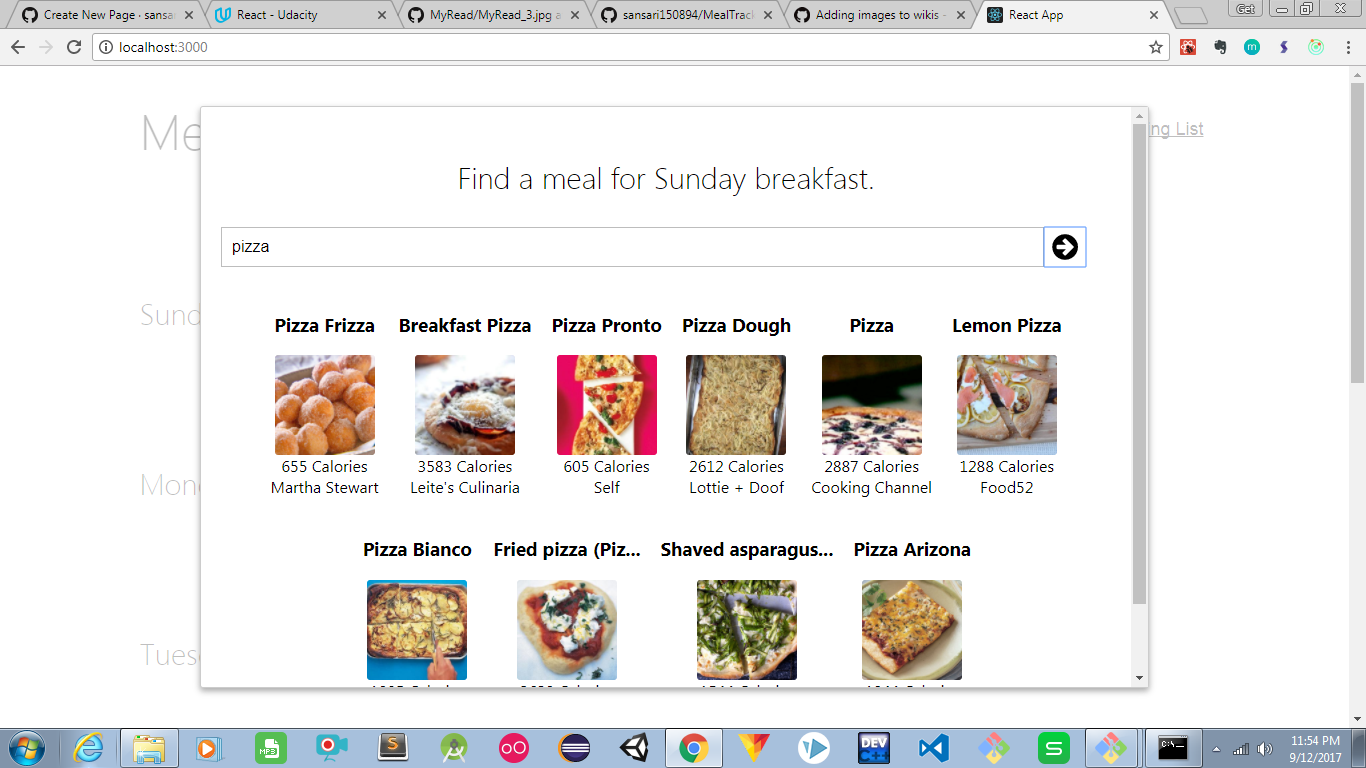 Create New Page · sansar
React - Udacity
MyRead/MyRead_3.jpg a
sansari150894/MealTrack
Adding images to wikis -
React App
Get
localhost:3000
Me
ng List
Find a meal for Sunday breakfast.
pizza
Sund
Mon
Tues
Pizza Frizza
Breakfast Pizza
Pizza Pronto
Pizza Dough
Pizza
Lemon Pizza
655 Calories
3583 Calories
605 Calories
2612 Calories
2887 Calories
1288 Calories
Martha Stewart
Leite's Culinaria
Self
Lottie + Doof
Cooking Channel
Food52
Pizza Bianco
Fried pizza (Piz...
Shaved asparagus...
Pizza Arizona
MP3
DEV
C++
C:\.
11:54 PM
9/12/2017